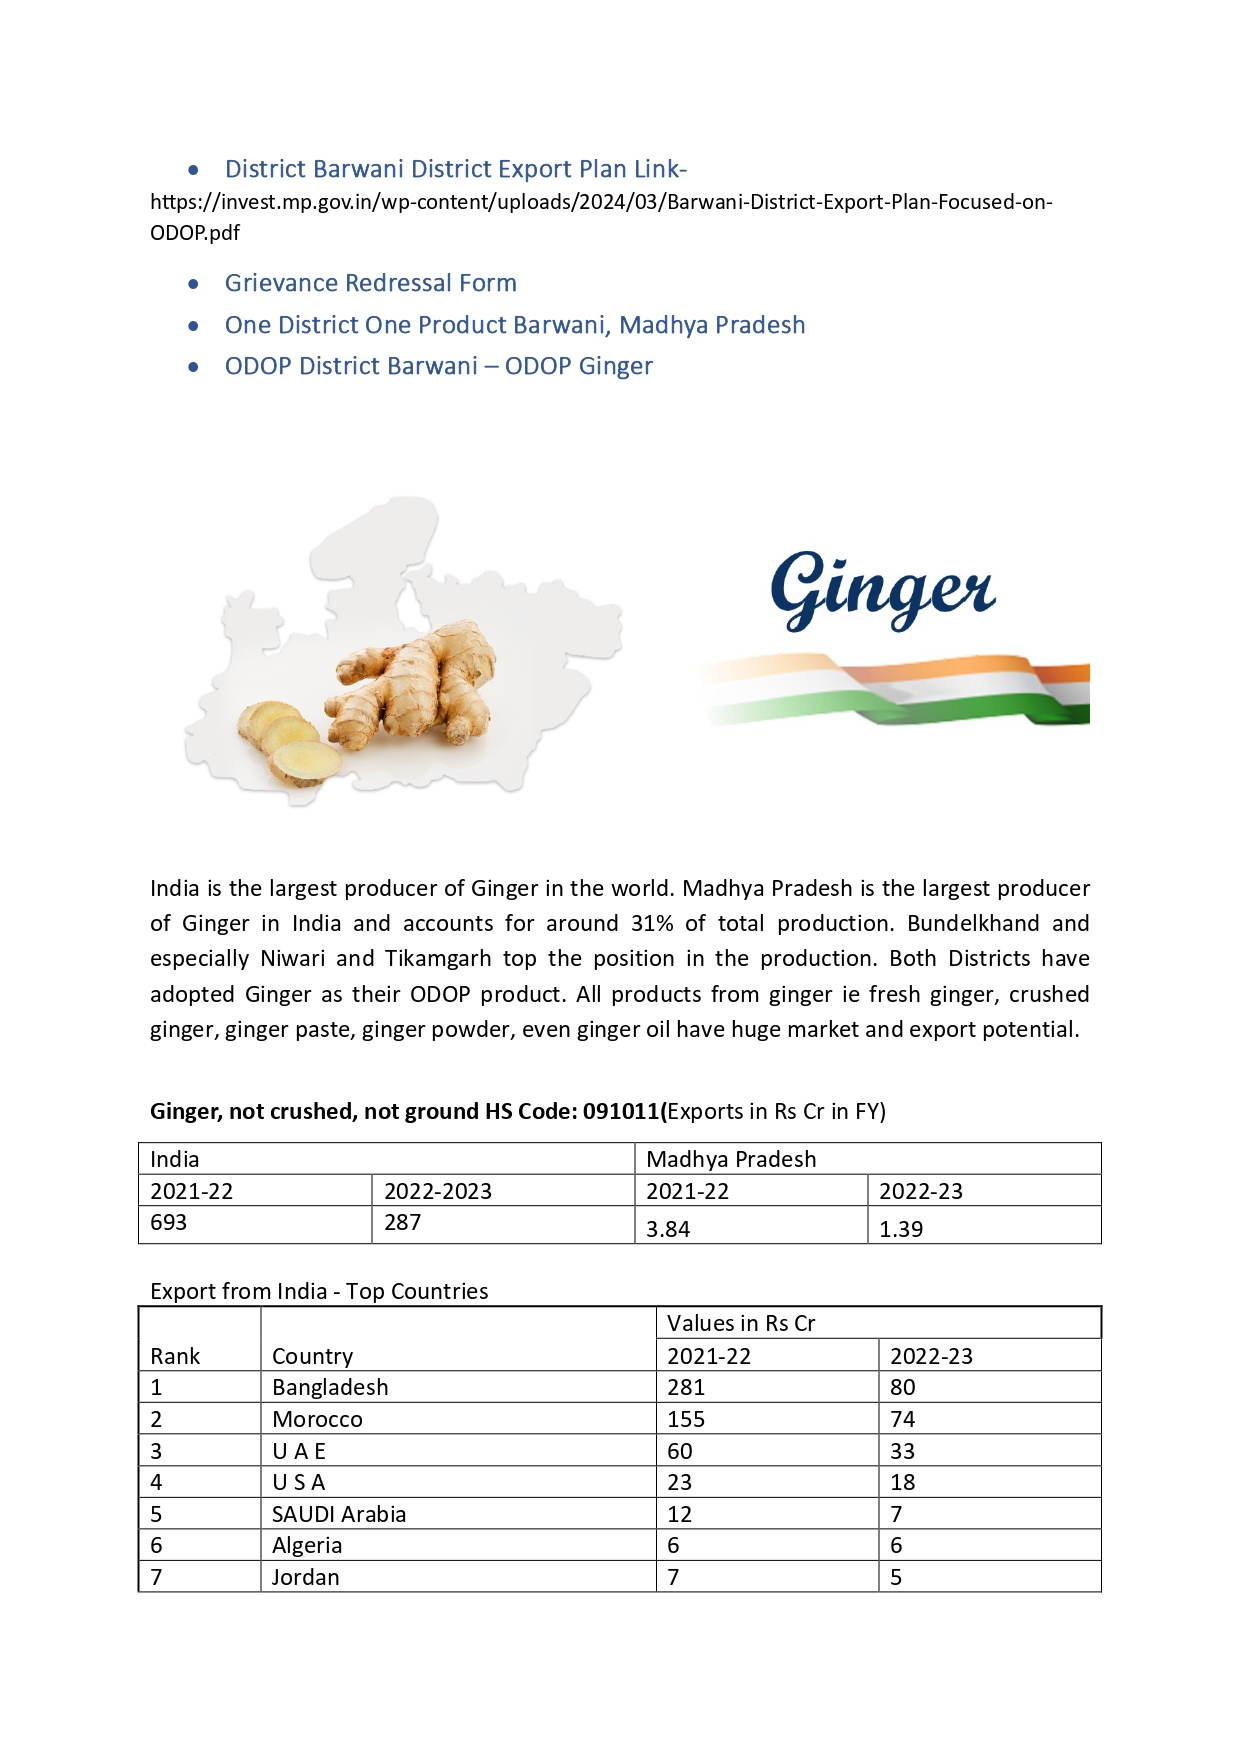 • District Barwani District Export Plan Link-
https://invest.mp.gov.in/wp-content/uploads/2024/03/Barwani-District-Export-Plan-Focused-on-
ODOP.pdf
• Grievance Redressal Form
• One District One Product Barwani, Madhya Pradesh
• ODOP District Barwani – ODOP Ginger
Ginger
India is the largest producer of Ginger in the world. Madhya Pradesh is the largest producer
of Ginger in India and accounts for around 31% of total production. Bundelkhand and
especially Niwari and Tikamgarh top the position in the production. Both Districts have
adopted Ginger as their ODOP product. All products from ginger ie fresh ginger, crushed
ginger, ginger paste, ginger powder, even ginger oil have huge market and export potential.
Ginger, not crushed, not ground HS Code: 091011(Exports in Rs Cr in FY)
India Madhya Pradesh
2021-22 2022-2023 2021-22 2022-23
693 287 3.84 1.39
Export from India - Top Countries
Values in Rs Cr
Rank Country 2021-22 2022-23
1 Bangladesh 281 80
2 Morocco 155 74
3 U A E 60 33
4 U S A 23 18
5 SAUDI Arabia 12 7
6 Algeria 6 6
7 Jordan 7 5